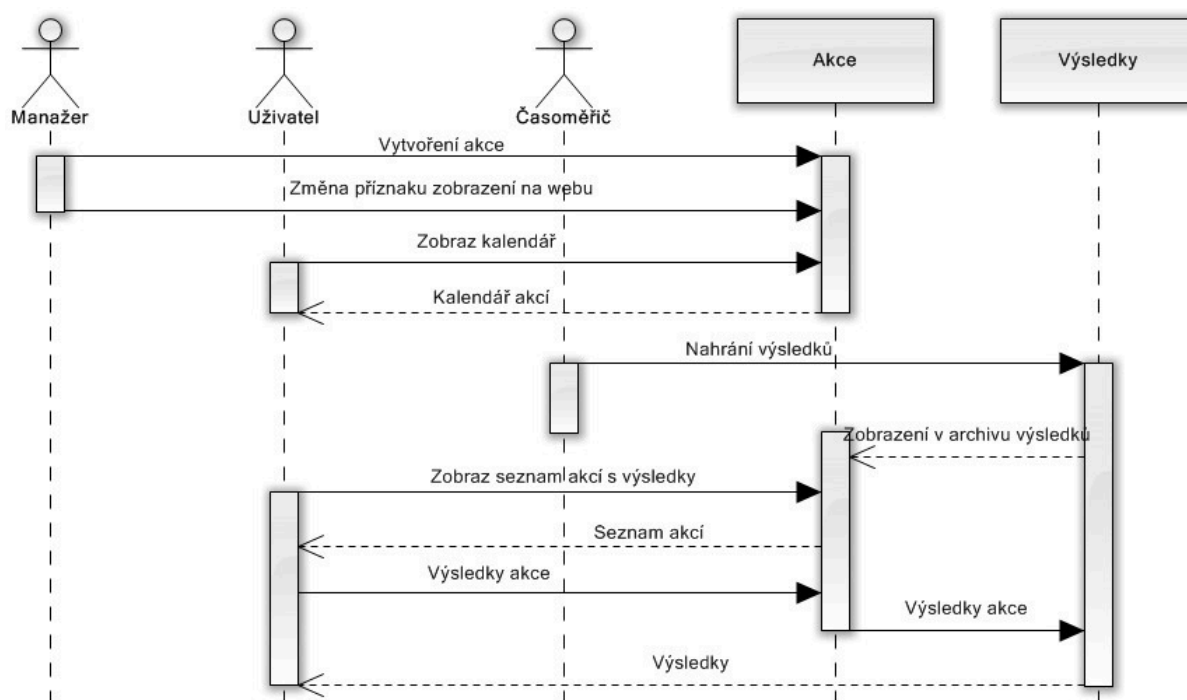 Manažer
Uživatel
Časoměřič
Akce
Výsledky
Vytvoření akce
Změna příznaku zobrazení na webu
Zobraz kalendář
Kalendář akcí
Nahrání výsledků
Zobrazení v archivu výsledků
Zobraz seznam akcí s výsledky
Seznam akcí
Výsledky akce
Výsledky akce
Výsledky